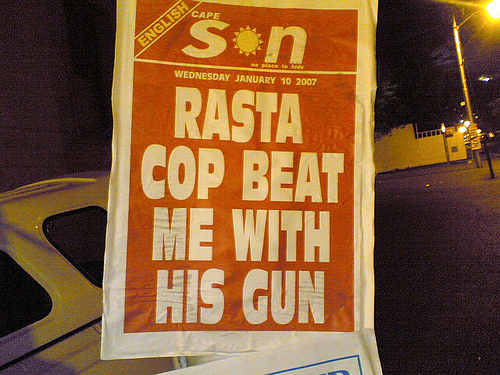 ENGLISH
CAPE
Son
no place to hide
WEDNESDAY JANUARY 10 2007
RASTA
COP BEAT
ME WITH
HIS GUN